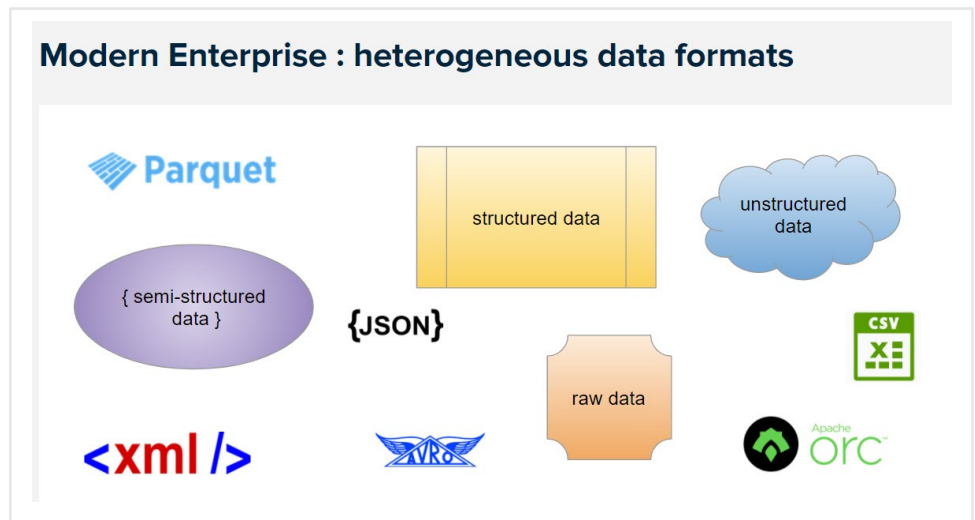 Modern Enterprise : heterogeneous data formats
Parquet
structured data
unstructured
data
{ semi-structured
data }
{JSON}
CSV
X
raw data
<xml />
AVRO
Apache
orc